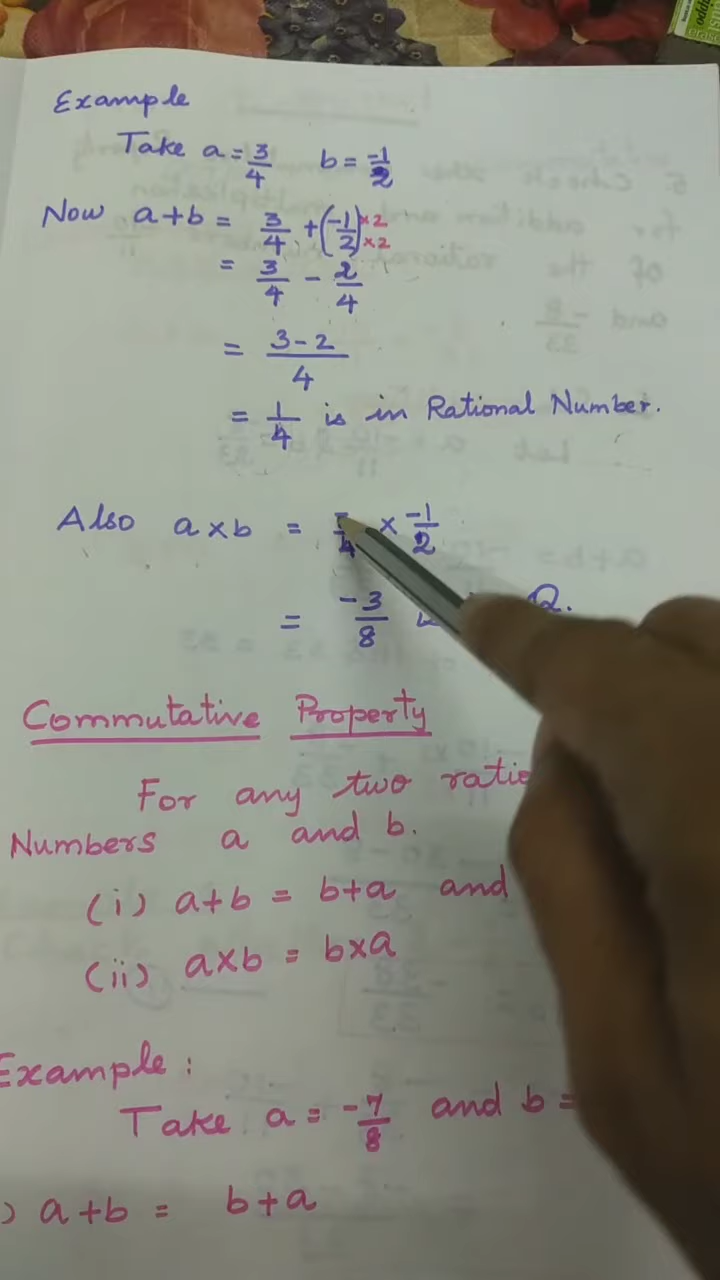 Example
Take a = 3/4 b = -1/2
Now a+b = 3/4 + (-1/2) ×2 ×2
= 3/4 - 2/4
= 3-2/4
= 1/4 is in Rational Number.
Also a×b = × -1/2
= -3/8 Q.
Commutative Property
For any two
Numbers a and b.
(i) a+b = b+a and
(ii) a×b = b×a
Example:
Take a = -7/8 and b =
a+b = b+a